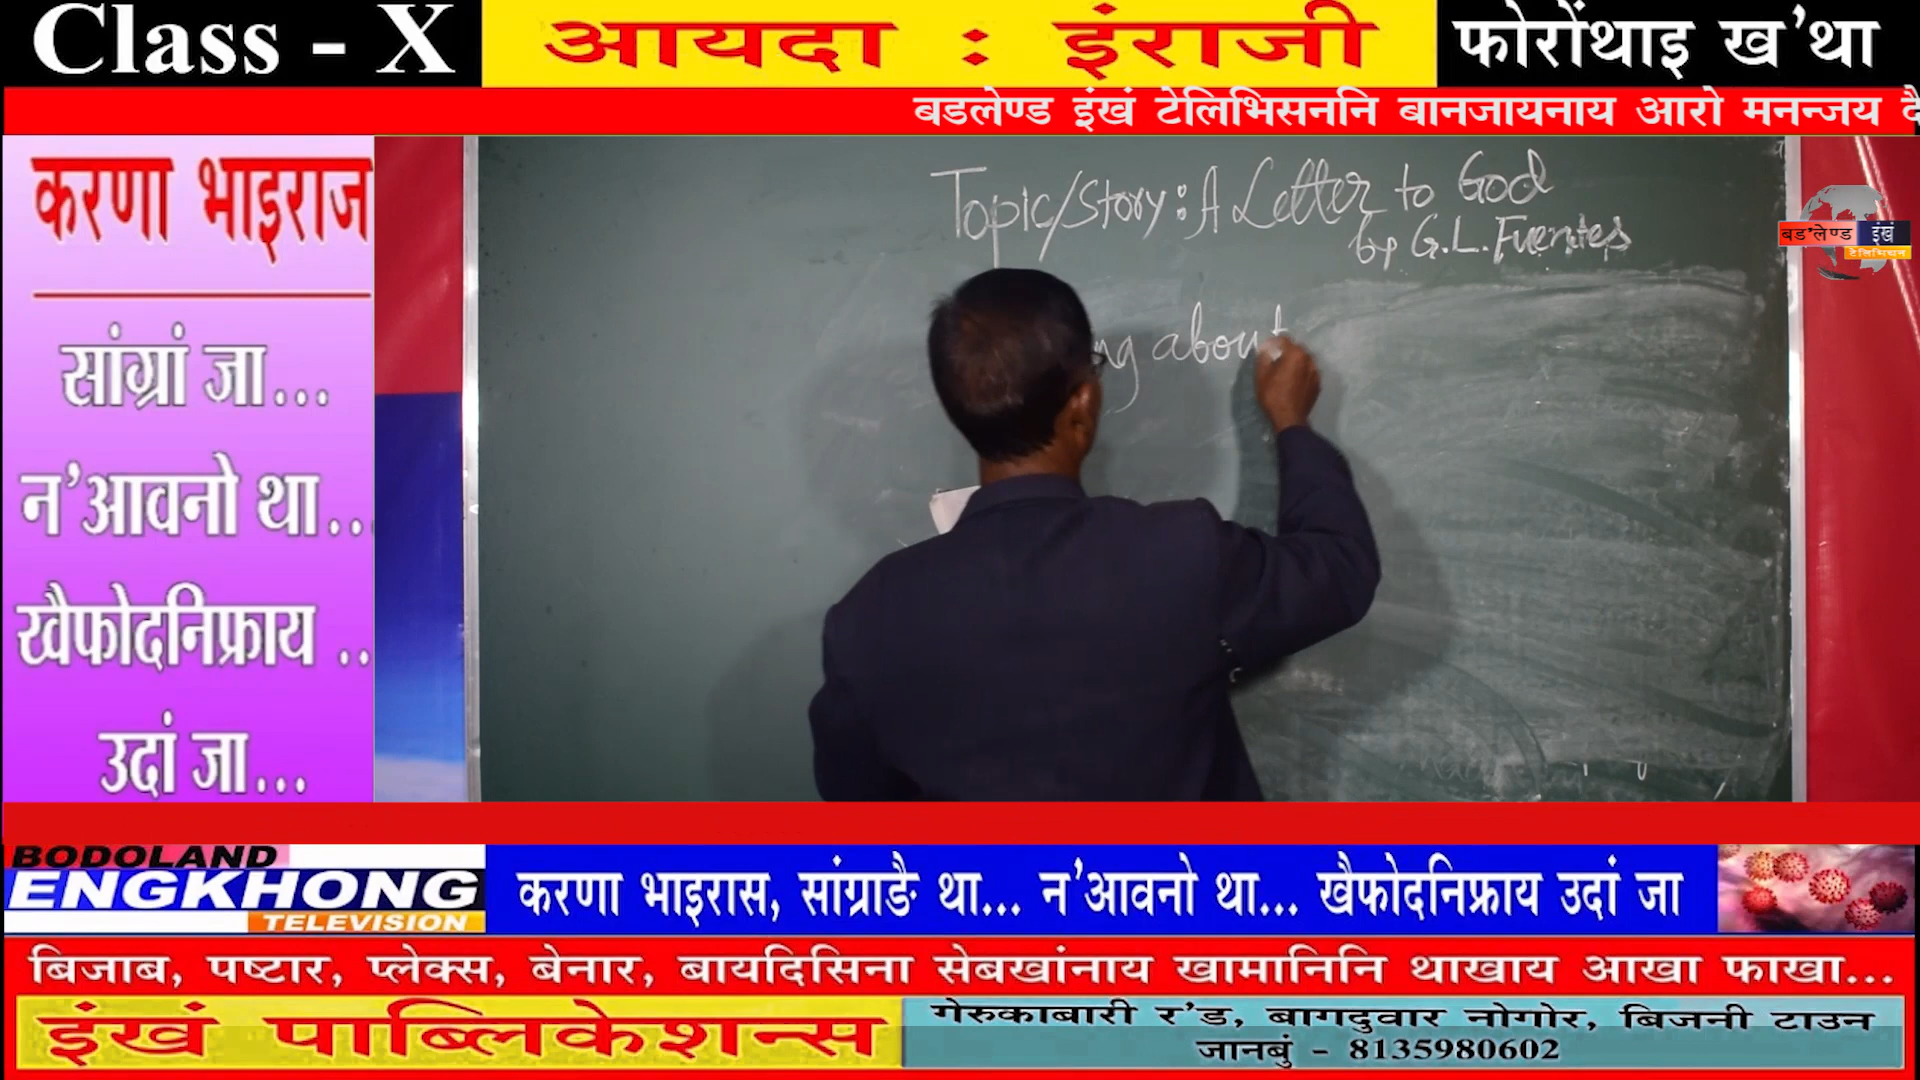 Class - X
आयदा : इंराजी
फोरोंथाइ ख'था
बडलेण्ड इंखं टेलिभिसननि बानजायनाय आरो मनन्जय दै
करणा भाइराज
सांग्रां जा...
न'आवनो था...
खैफोदनिफ्राय ..
उदां जा...
Topic/Story: A Letter to God
by G.L. Fuentes
ng about
बड'लेण्ड इंखं
टेलिभिसन
BODOLAND
ENGKHONG
TELEVISION
करणा भाइरास, सांग्राङै था... न'आवनो था... खैफोदनिफ्राय उदां जा
बिजाब, पष्टार, प्लेक्स, बेनार, बायदिसिना सेबखांनाय खामानिनि थाखाय आखा फाखा...
इंखं पाब्लिकेशन्स
गेरुकाबारी र'ड, बागदुवार नोगोर, बिजनी टाउन
जानबुं - 8135980602